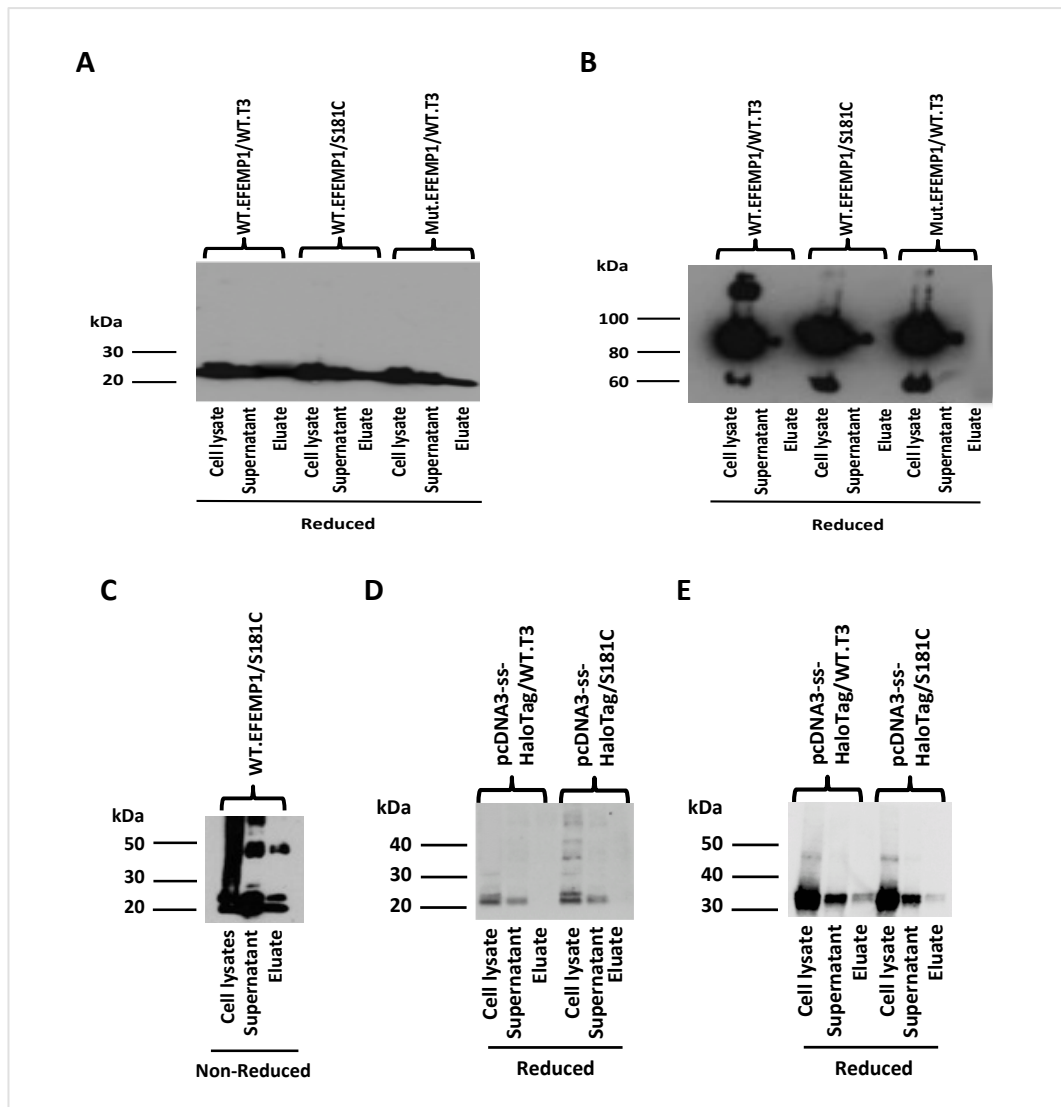 A
WT.EFEMP1/WT.T3
WT.EFEMP1/S181C
Mut.EFEMP1/WT.T3
kDa
30
20
Cell lysate
Supernatant
Eluate
Cell lysate
Supernatant
Eluate
Cell lysate
Supernatant
Eluate
Reduced
B
WT.EFEMP1/WT.T3
WT.EFEMP1/S181C
Mut.EFEMP1/WT.T3
kDa
100
80
60
Cell lysate
Supernatant
Eluate
Cell lysate
Supernatant
Eluate
Cell lysate
Supernatant
Eluate
Reduced
C
WT.EFEMP1/S181C
kDa
50
30
20
Cell lysates
Supernatant
Eluate
Non-Reduced
D
pcDNA3-ss-
HaloTag/WT.T3
pcDNA3-ss-
HaloTag/S181C
kDa
40
30
20
Cell lysate
Supernatant
Eluate
Cell lysate
Supernatant
Eluate
Reduced
E
pcDNA3-ss-
HaloTag/WT.T3
pcDNA3-ss-
HaloTag/S181C
kDa
50
40
30
Cell lysate
Supernatant
Eluate
Cell lysate
Supernatant
Eluate
Reduced